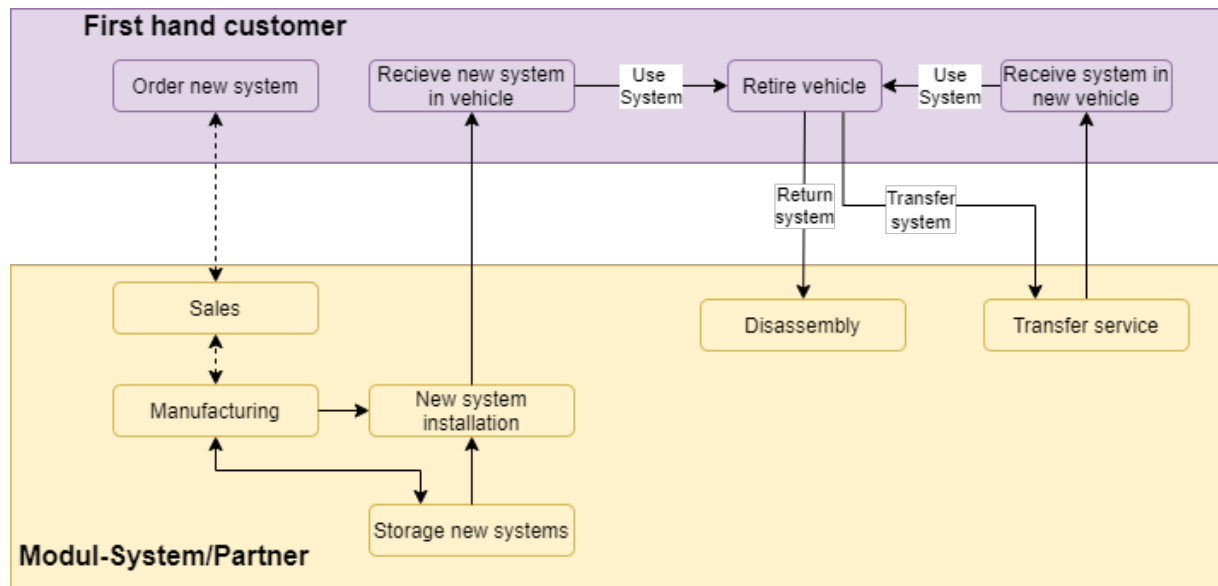 First hand customer
Order new system
Recieve new system
in vehicle
Use
System
Retire vehicle
Use
System
Receive system in
new vehicle
Return
system
Transfer
system
Sales
Disassembly
Transfer service
Manufacturing
New system
installation
Storage new systems
Modul-System/Partner